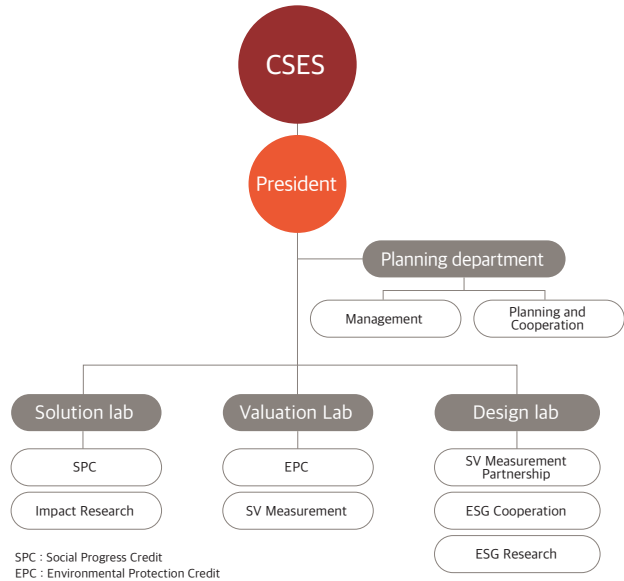 CSES
President
Planning department
Management
Planning and
Cooperation
Solution lab
Valuation Lab
Design lab
SPC
EPC
SV Measurement
Partnership
Impact Research
SV Measurement
ESG Cooperation
ESG Research
SPC : Social Progress Credit
EPC : Environmental Protection Credit